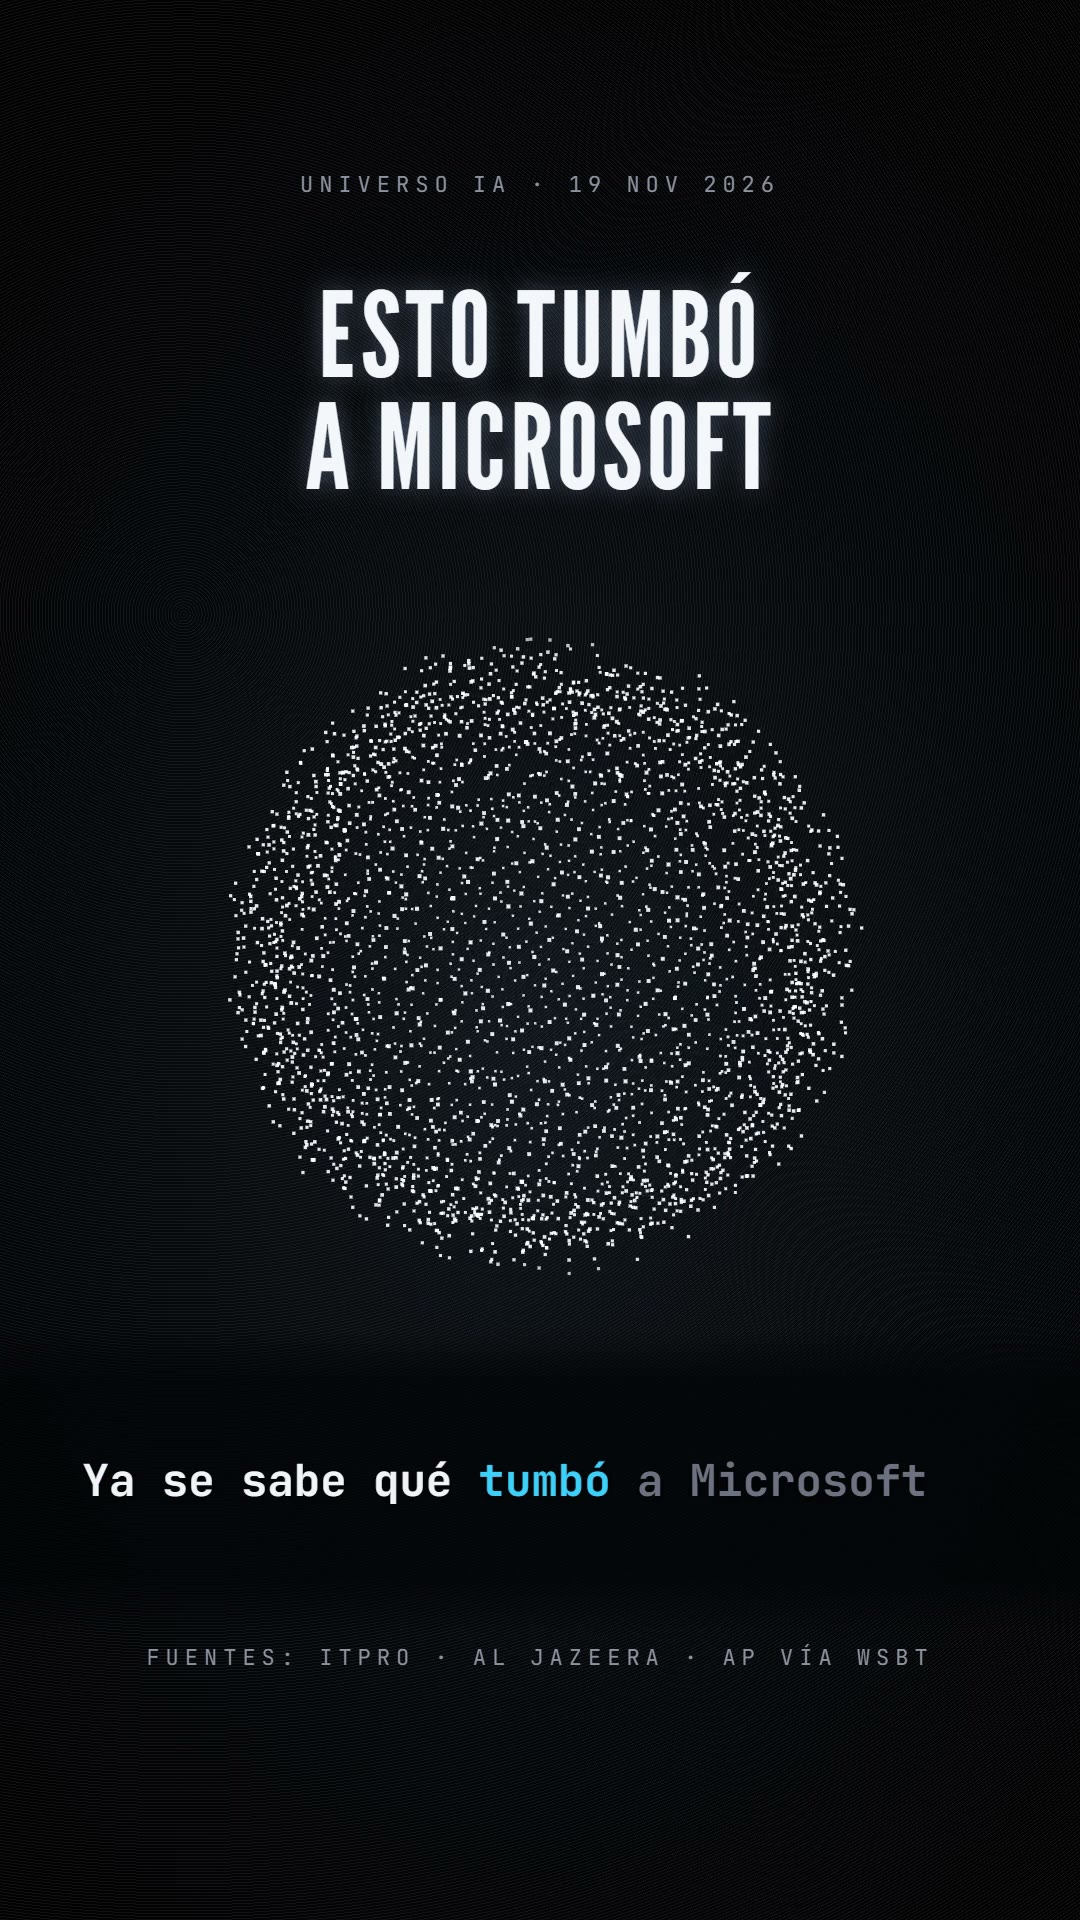 UNIVERSO IA · 19 NOV 2026
ESTO TUMBÓ
A MICROSOFT
Ya se sabe qué tumbó a Microsoft
FUENTES: ITPRO · AL JAZEERA · AP VÍA WSBT